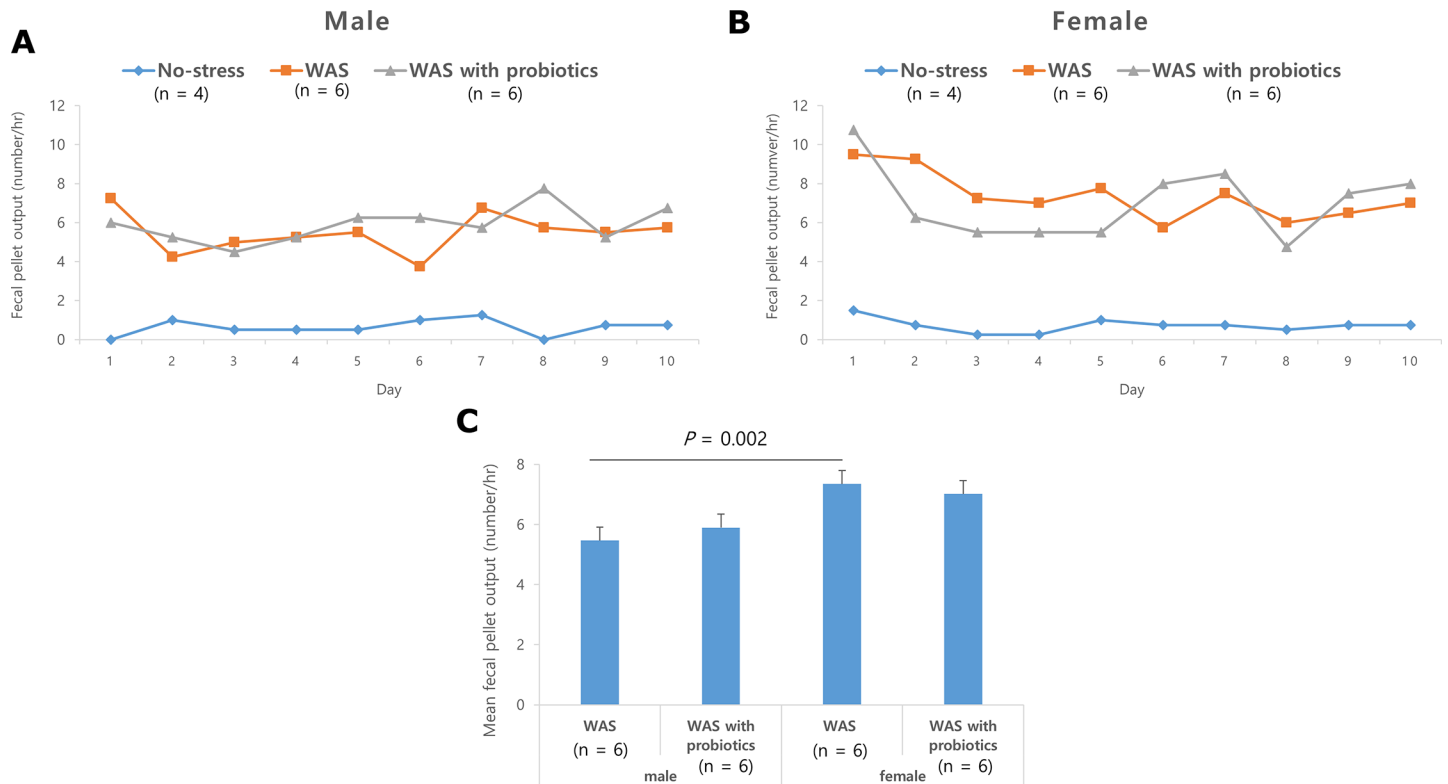 A
Male
No-stress WAS WAS with probiotics
(n = 4) (n = 6) (n = 6)
Fecal pellet output (number/hr)
12
10
8
6
4
2
0
1 2 3 4 5 6 7 8 9 10
Day
B
Female
No-stress WAS WAS with probiotics
(n = 4) (n = 6) (n = 6)
Fecal pellet output (numver/hr)
12
10
8
6
4
2
0
1 2 3 4 5 6 7 8 9 10
Day
C
P = 0.002
Mean fecal pellet output (number/hr)
8
6
4
2
0
WAS WAS with WAS WAS with
probiotics probiotics
(n = 6) (n = 6) (n = 6) (n = 6)
male female